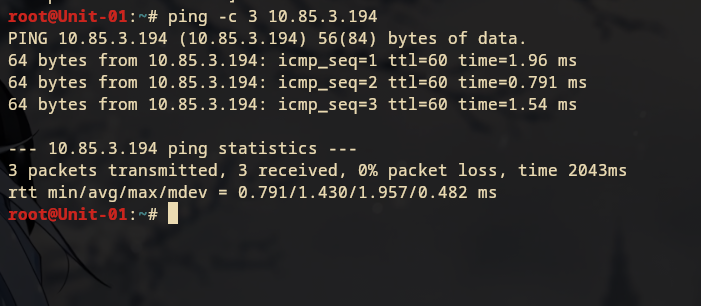 root@Unit-01:~# ping -c 3 10.85.3.194
PING 10.85.3.194 (10.85.3.194) 56(84) bytes of data.
64 bytes from 10.85.3.194: icmp_seq=1 ttl=60 time=1.96 ms
64 bytes from 10.85.3.194: icmp_seq=2 ttl=60 time=0.791 ms
64 bytes from 10.85.3.194: icmp_seq=3 ttl=60 time=1.54 ms
--- 10.85.3.194 ping statistics ---
3 packets transmitted, 3 received, 0% packet loss, time 2043ms
rtt min/avg/max/mdev = 0.791/1.430/1.957/0.482 ms
root@Unit-01:~#